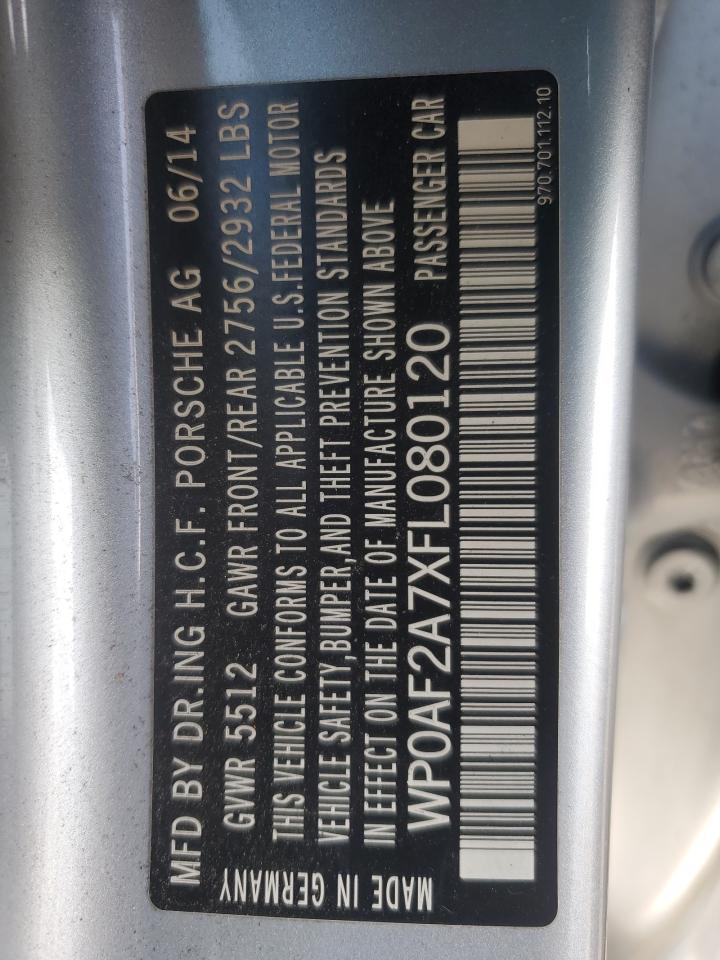 MFD BY DR.ING H.C.F. PORSCHE AG 06/14
GVWR 5512 GAWR FRONT/REAR 2756/2932 LBS
THIS VEHICLE CONFORMS TO ALL APPLICABLE U.S.FEDERAL MOTOR
VEHICLE SAFETY,BUMPER,AND THEFT PREVENTION STANDARDS
IN EFFECT ON THE DATE OF MANUFACTURE SHOWN ABOVE
WP0AF2A7XFL080120 PASSENGER CAR
970.701.112.10
MADE IN GERMANY